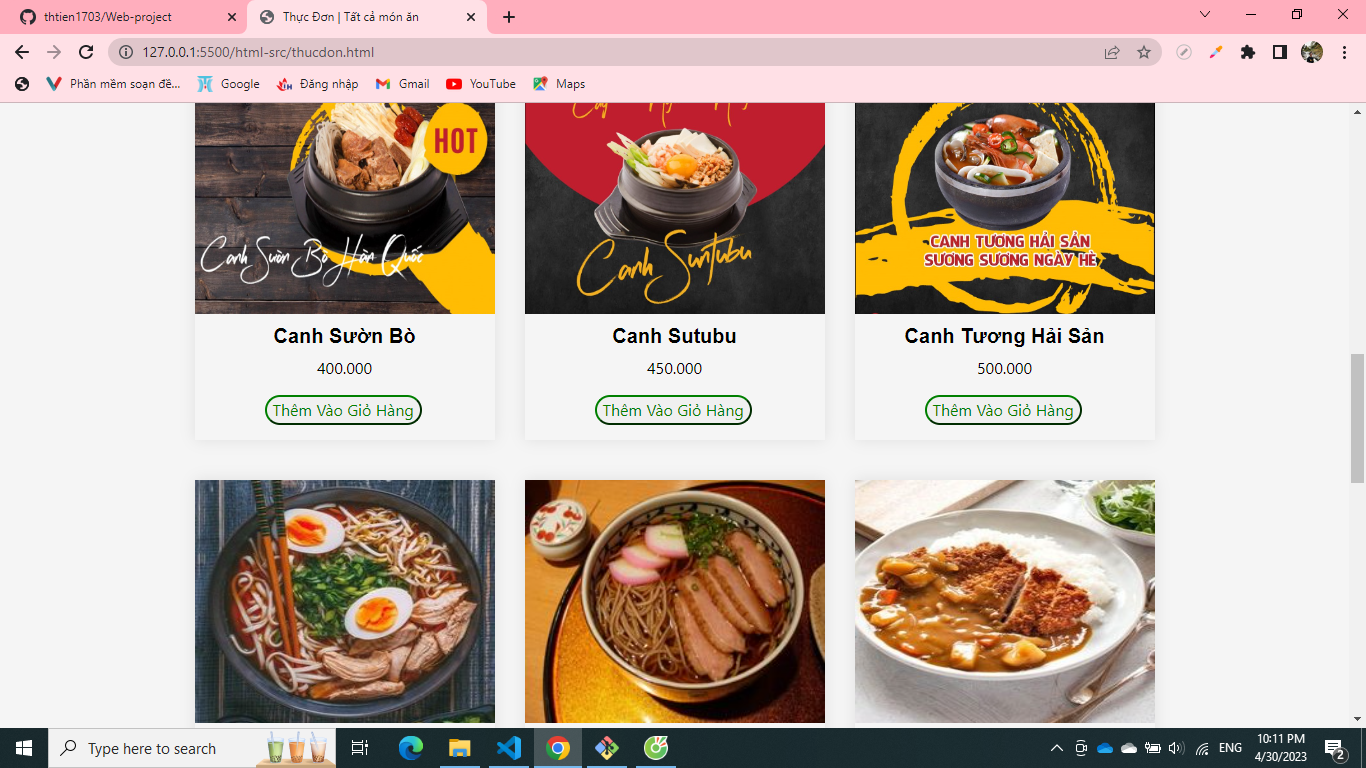 thtien1703/Web-project
Thực Đơn | Tất cả món ăn
127.0.0.1:5500/html-src/thucdon.html
Phần mềm soạn đề...
Google
Đăng nhập
Gmail
YouTube
Maps
HOT
Canh Sườn Bò Hàn Quốc
Canh Suntubu
CANH TƯƠNG HẢI SẢN
SƯƠNG SƯƠNG NGÀY HÈ
Canh Sườn Bò
Canh Sutubu
Canh Tương Hải Sản
400.000
450.000
500.000
Thêm Vào Giỏ Hàng
Thêm Vào Giỏ Hàng
Thêm Vào Giỏ Hàng
Type here to search
ENG
10:11 PM
4/30/2023
2